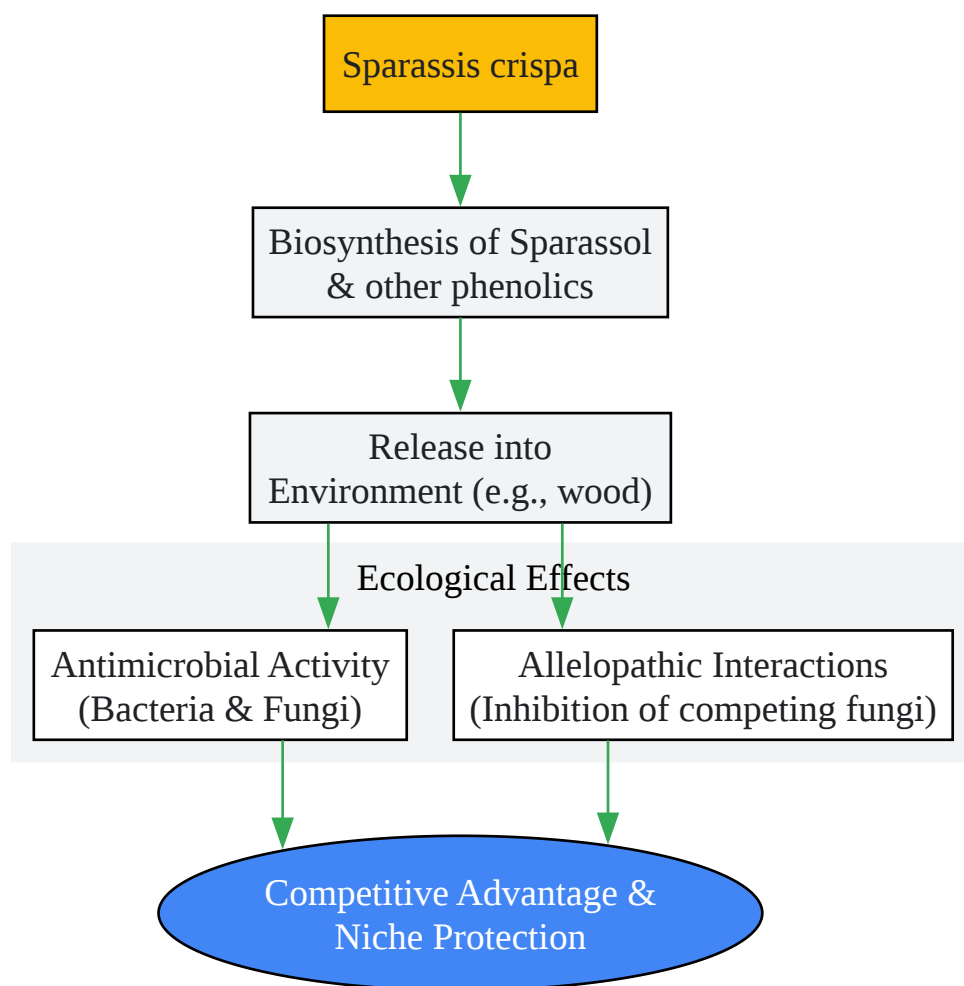 Sparassis crispa
Biosynthesis of Sparassol
& other phenolics
Release into
Environment (e.g., wood)
Ecological Effects
Antimicrobial Activity
(Bacteria & Fungi)
Allelopathic Interactions
(Inhibition of competing fungi)
Competitive Advantage &
Niche Protection